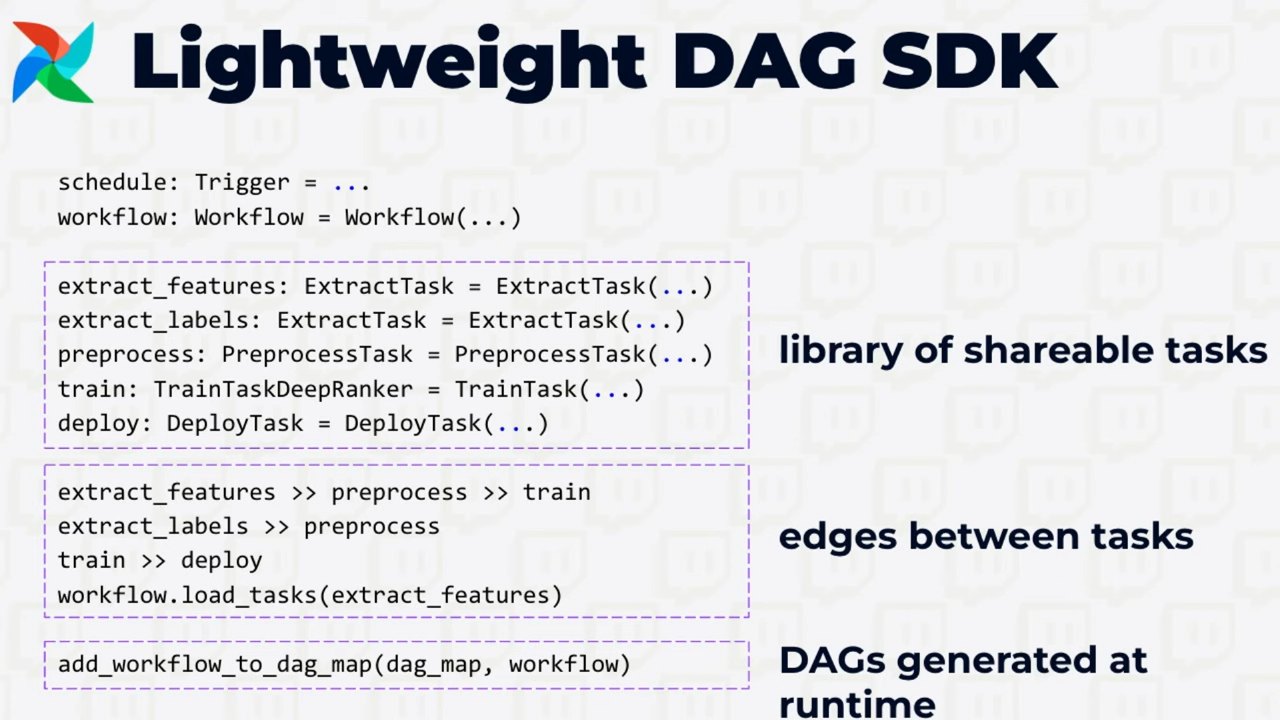 Lightweight DAG SDK
schedule: Trigger = ...
workflow: Workflow = Workflow(...)
extract_features: ExtractTask = ExtractTask(...)
extract_labels: ExtractTask = ExtractTask(...)
preprocess: PreprocessTask = PreprocessTask(...)
train: TrainTaskDeepRanker = TrainTask(...)
deploy: DeployTask = DeployTask(...)
library of shareable tasks
extract_features >> preprocess >> train
extract_labels >> preprocess
train >> deploy
workflow.load_tasks(extract_features)
edges between tasks
add_workflow_to_dag_map(dag_map, workflow)
DAGs generated at
runtime